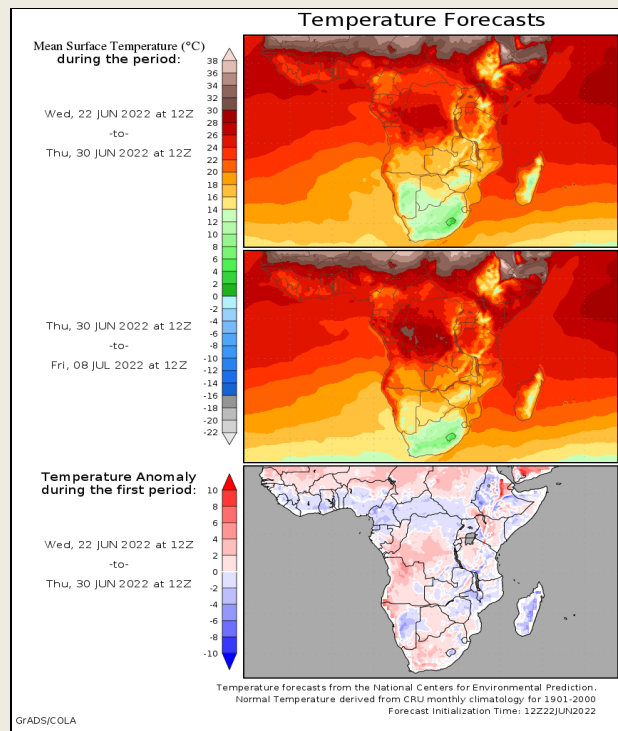 Temperature Forecasts
Mean Surface Temperature (°C)
during the period:
38
36
34
32
30
28
26
24
22
20
18
16
14
12
10
8
6
4
2
0
-2
-4
-6
-8
-10
-12
-14
-16
-18
-20
-22
Wed, 22 JUN 2022 at 12Z
-to-
Thu, 30 JUN 2022 at 12Z
Thu, 30 JUN 2022 at 12Z
-to-
Fri, 08 JUL 2022 at 12Z
Temperature Anomaly
during the first period:
10
8
6
4
2
0
-2
-4
-6
-8
-10
Wed, 22 JUN 2022 at 12Z
-to-
Thu, 30 JUN 2022 at 12Z
Temperature forecasts from the National Centers for Environmental Prediction.
Normal Temperature derived from CRU monthly climatology for 1901-2000
Forecast Initialization Time: 12Z22JUN2022
GrADS/COLA